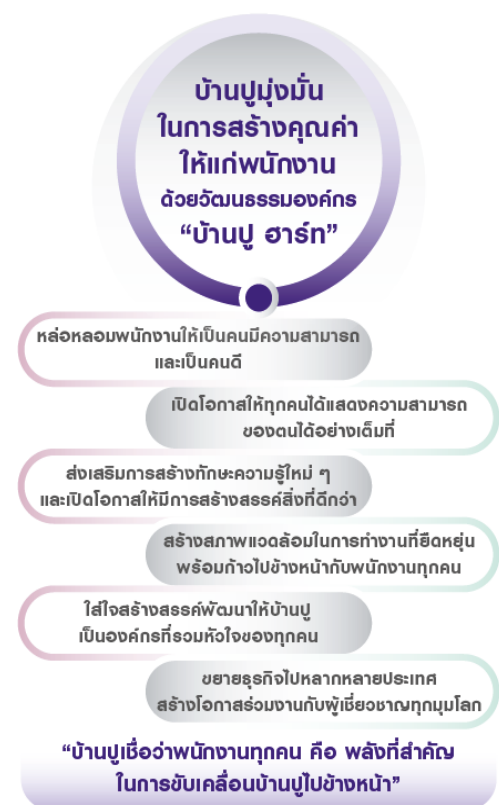 บ้านปูมุ่งมั่น
ในการสร้างคุณค่า
ให้แก่พนักงาน
ด้วยวัฒนธรรมองค์กร
“บ้านปู ฮาร์ท”
หล่อหลอมพนักงานให้เป็นคนมีความสามารถ
และเป็นคนดี
เปิดโอกาสให้ทุกคนได้แสดงความสามารถ
ของตนได้อย่างเต็มที่
ส่งเสริมการสร้างทักษะความรู้ใหม่ ๆ
และเปิดโอกาสให้มีการสร้างสรรค์สิ่งที่ดีกว่า
สร้างสภาพแวดล้อมในการทำงานที่ยืดหยุ่น
พร้อมก้าวไปข้างหน้ากับพนักงานทุกคน
ใส่ใจสร้างสรรค์พัฒนาให้บ้านปู
เป็นองค์กรที่รวมหัวใจของทุกคน
ขยายธุรกิจไปหลากหลายประเทศ
สร้างโอกาสร่วมงานกับผู้เชี่ยวชาญทุกมุมโลก
“บ้านปูเชื่อว่าพนักงานทุกคน คือ พลังที่สำคัญ
ในการขับเคลื่อนบ้านปูไปข้างหน้า”